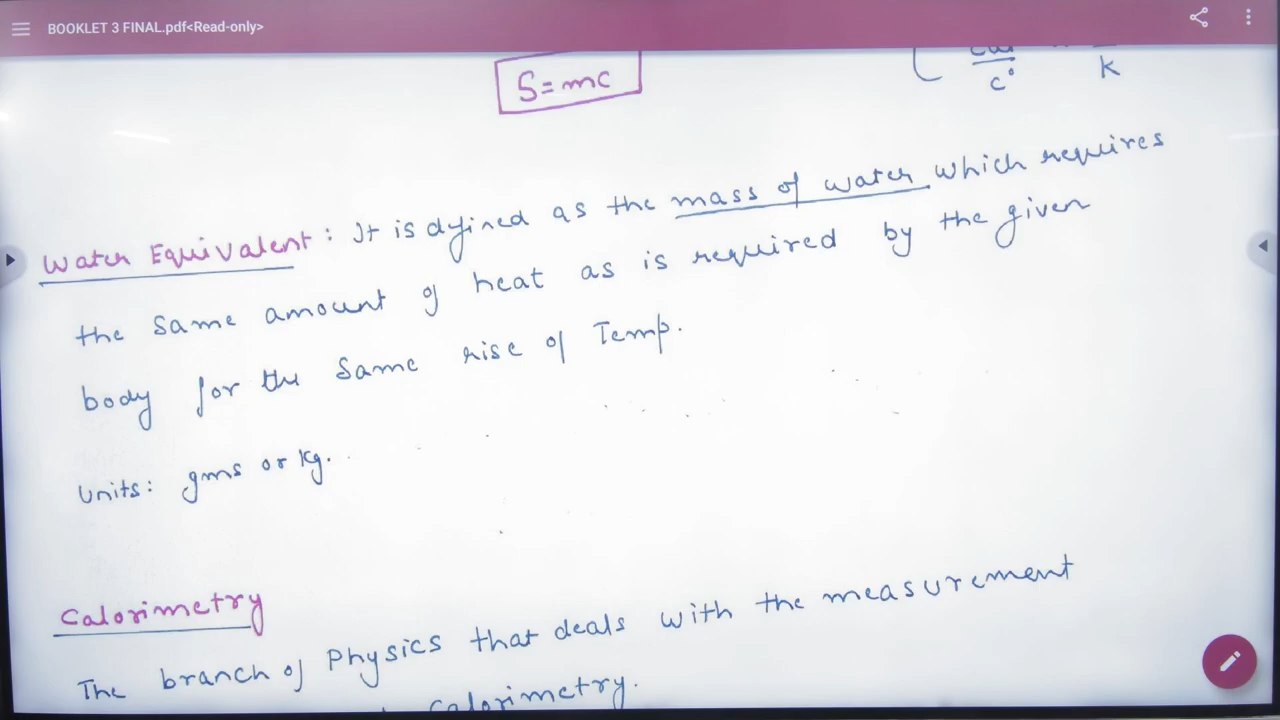 BOOKLET 3 FINAL.pdf<Read-only>
S=mc
c° k
Water Equivalent: It is defined as the mass of water which requires
the same amount of heat as is required by the given
body for the same rise of Temp.
Units: gms or kg.
Calorimetry
The branch of Physics that deals with the measurement
Calorimetry.